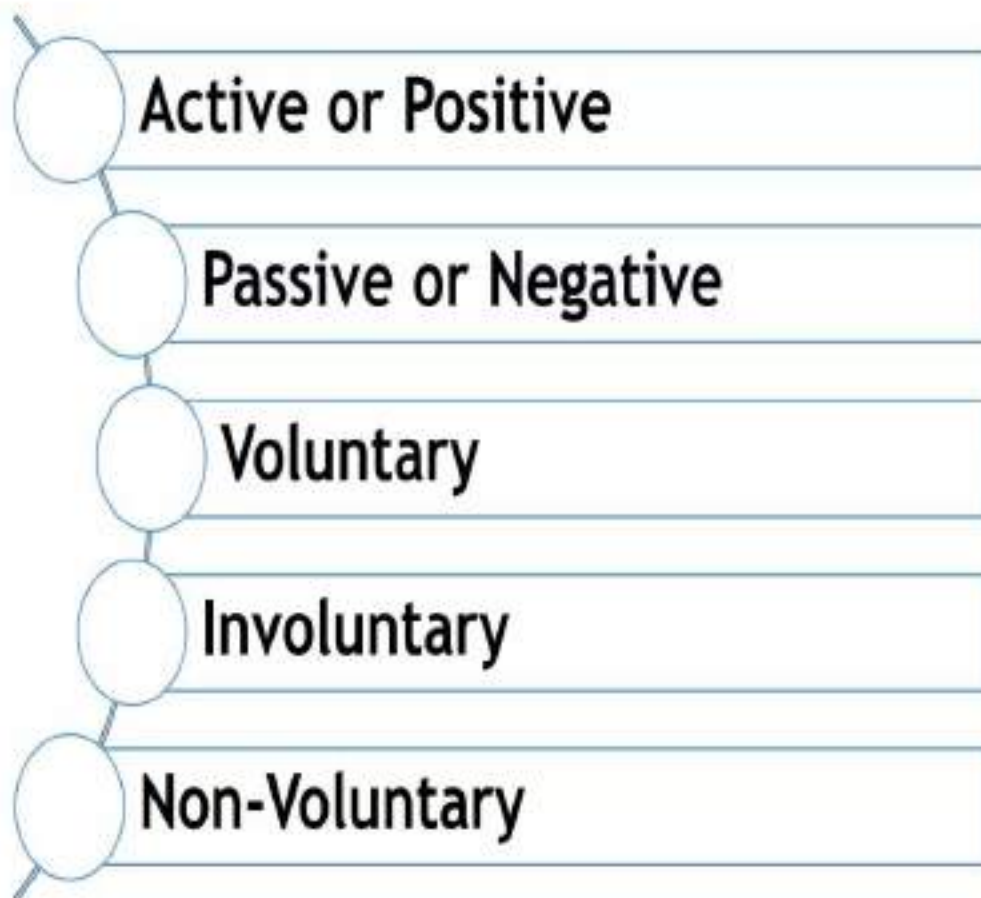 Active or Positive
Passive or Negative
Voluntary
Involuntary
Non-Voluntary